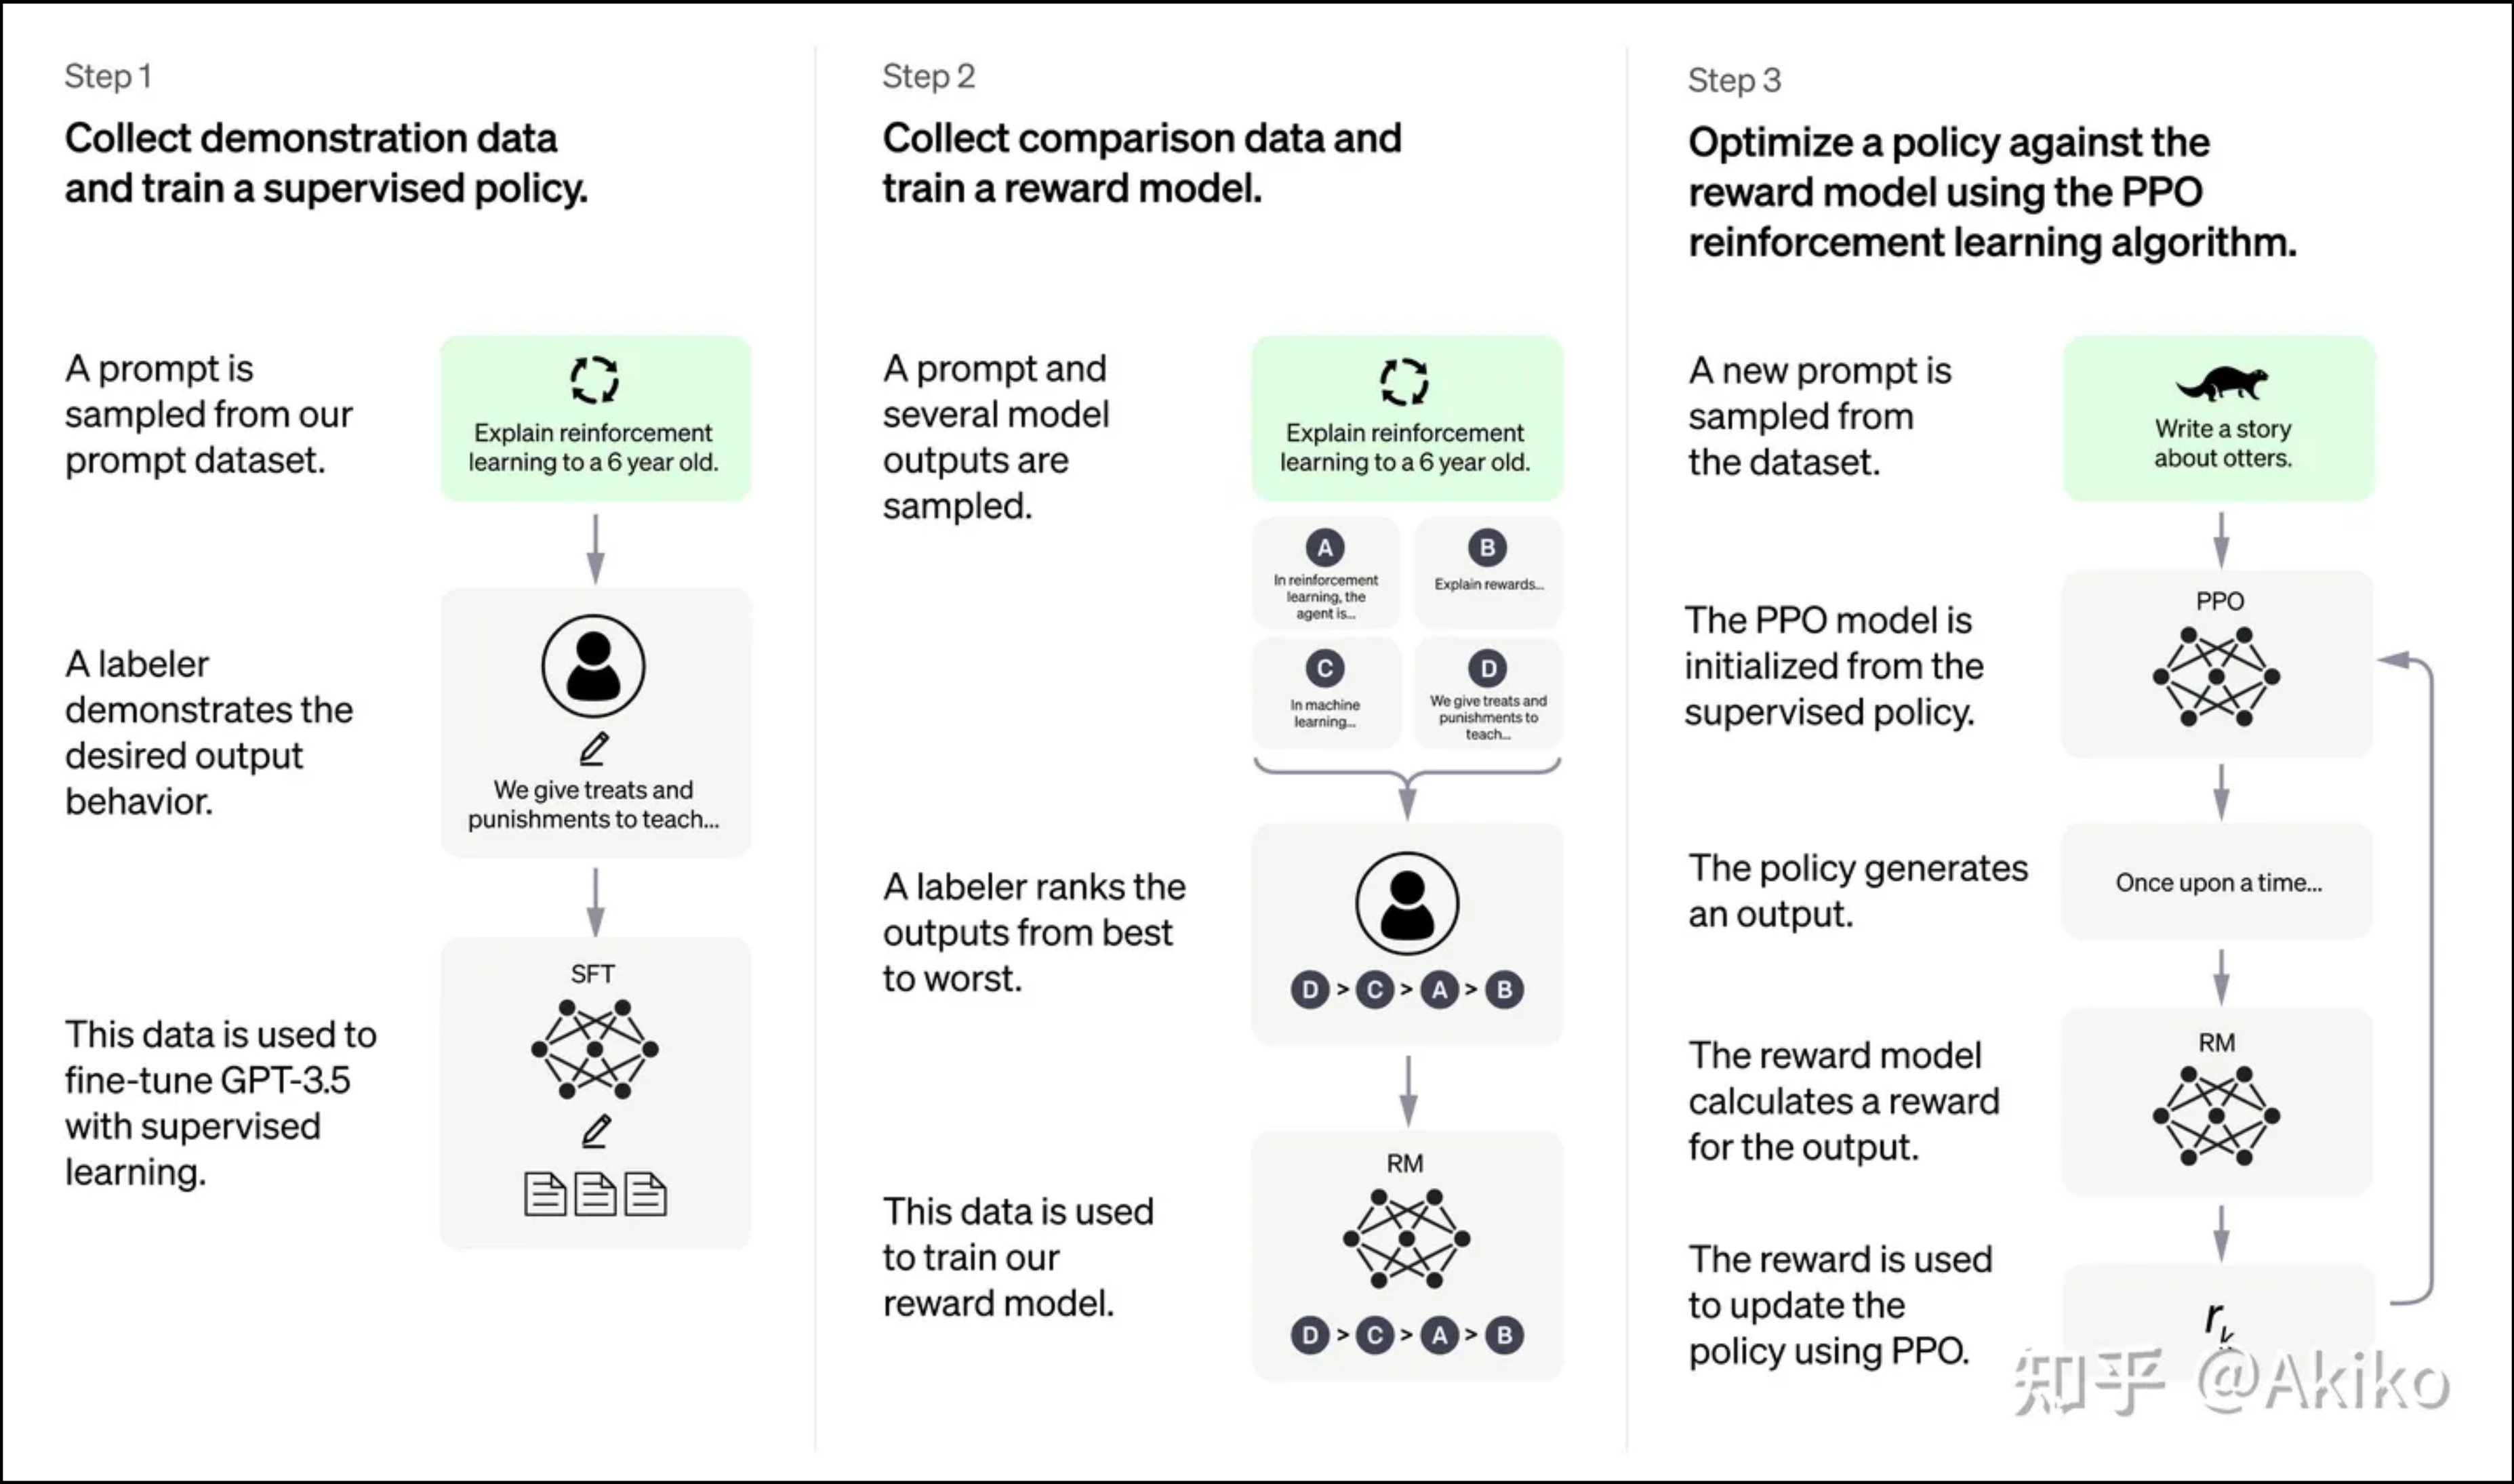 Step 1
Collect demonstration data
and train a supervised policy.
A prompt is
sampled from our
prompt dataset.
Explain reinforcement
learning to a 6 year old.
A labeler
demonstrates the
desired output
behavior.
We give treats and
punishments to teach...
This data is used to
fine-tune GPT-3.5
with supervised
learning.
SFT
Step 2
Collect comparison data and
train a reward model.
A prompt and
several model
outputs are
sampled.
Explain reinforcement
learning to a 6 year old.
A
In reinforcement
learning, the
agent is...
B
Explain rewards...
C
In machine
learning...
D
We give treats and
punishments to
teach...
A labeler ranks the
outputs from best
to worst.
D > C > A > B
This data is used
to train our
reward model.
RM
D > C > A > B
Step 3
Optimize a policy against the
reward model using the PPO
reinforcement learning algorithm.
A new prompt is
sampled from
the dataset.
Write a story
about otters.
The PPO model is
initialized from the
supervised policy.
PPO
The policy generates
an output.
Once upon a time...
The reward model
calculates a reward
for the output.
RM
The reward is used
to update the
policy using PPO.
r k
知乎 @Akiko